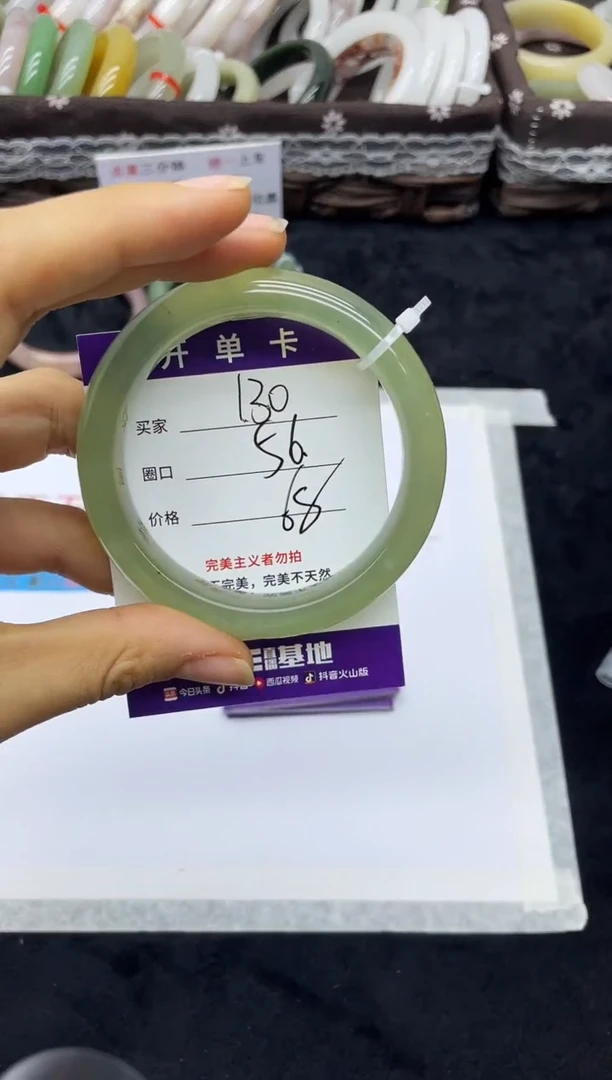 开单卡
130
买家
56
圈口
68
价格
完美主义者勿拍
完美，完美不天然
基地
今日头条 抖音 西瓜视频 抖音火山版